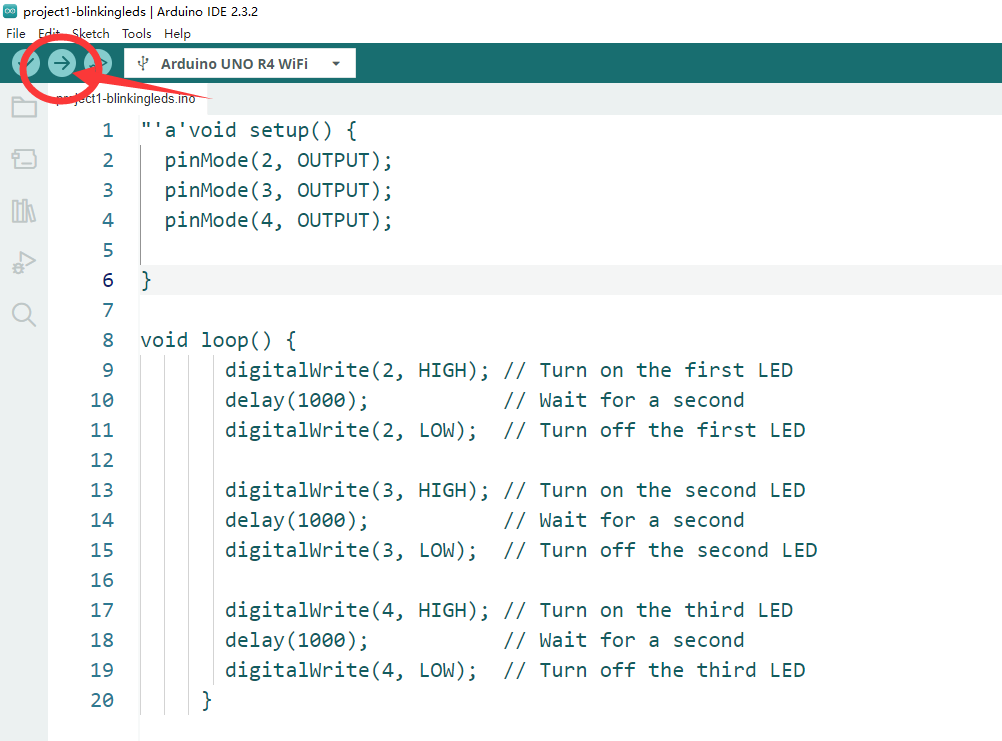 project1-blinkingleds | Arduino IDE 2.3.2
File Edit Sketch Tools Help
Arduino UNO R4 WiFi
project1-blinkingleds.ino
1 "'a'void setup() {
2 pinMode(2, OUTPUT);
3 pinMode(3, OUTPUT);
4 pinMode(4, OUTPUT);
5
6 }
7
8 void loop() {
9 digitalWrite(2, HIGH); // Turn on the first LED
10 delay(1000); // Wait for a second
11 digitalWrite(2, LOW); // Turn off the first LED
12
13 digitalWrite(3, HIGH); // Turn on the second LED
14 delay(1000); // Wait for a second
15 digitalWrite(3, LOW); // Turn off the second LED
16
17 digitalWrite(4, HIGH); // Turn on the third LED
18 delay(1000); // Wait for a second
19 digitalWrite(4, LOW); // Turn off the third LED
20 }